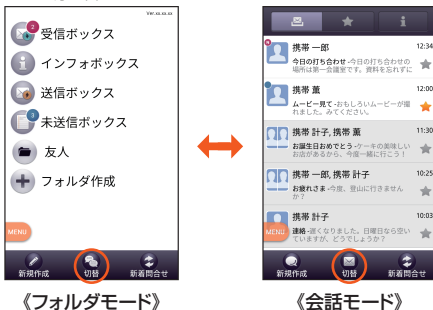 Ver.xx.xx.xx
2
受信ボックス
インフォボックス
送信ボックス
3
未送信ボックス
友人
フォルダ作成
MENU
新規作成
切替
新着問合せ
《フォルダモード》
携帯 一郎
12:34
今日の打ち合わせ-今日の打ち合わせの
場所は第一会議室です。資料を忘れずに
携帯 薫
12:00
ムービー見て-おもしろいムービーが撮
れました。みてください。
携帯 計子, 携帯 薫
11:30
お誕生日おめでとう-ケーキの美味しい
お店があるから、今度一緒に行こう!
携帯 一郎, 携帯 計子
10:25
お疲れさま-今度、登山に行きません
か?
携帯 計子
10:03
連絡-遅くなりました。日曜日なら空い
ていますが、どうでしょうか?
MENU
新規作成
切替
新着問合せ
《会話モード》